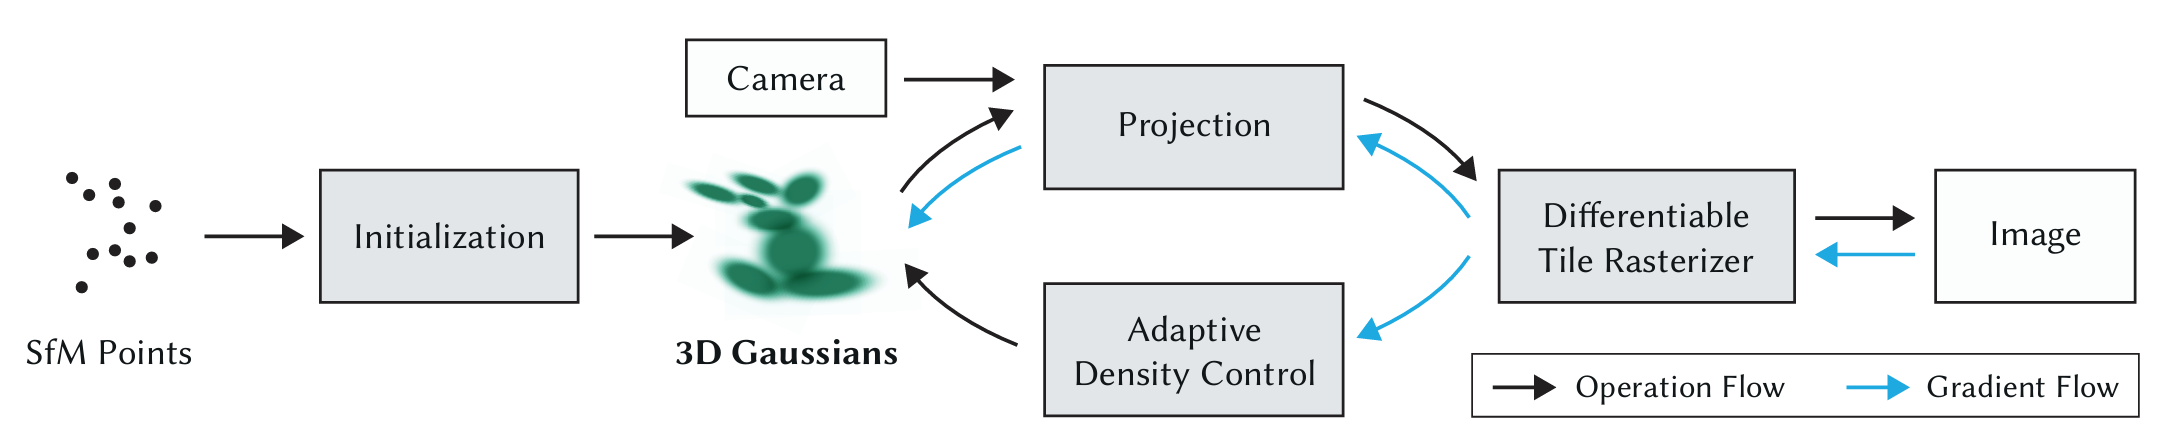 SfM Points
Initialization
Camera
3D Gaussians
Projection
Adaptive
Density Control
Differentiable
Tile Rasterizer
Image
Operation Flow
Gradient Flow